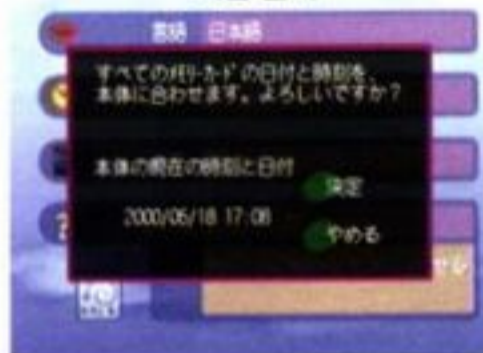 言語 日本語
すべてのメモリーカードの日付と時刻を、
本体に合わせます。よろしいですか?
本体の現在の時刻と日付
決定
2000/05/18 17:08
やめる
せる